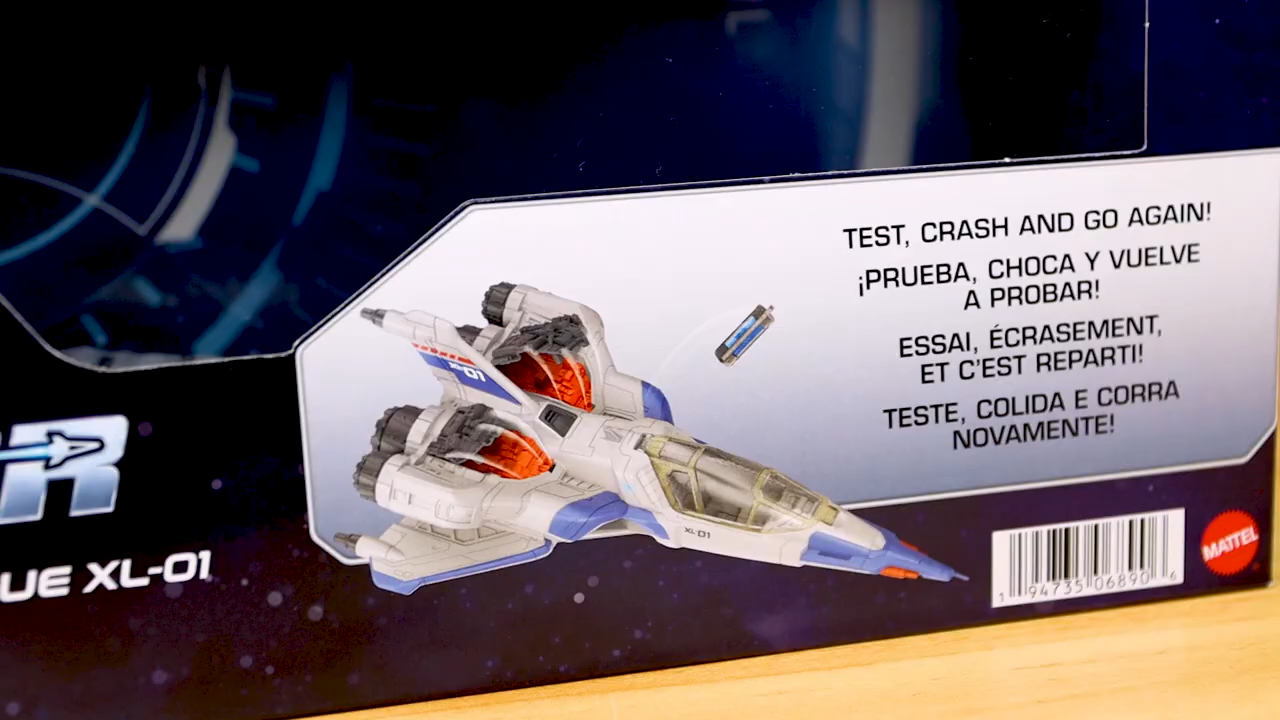 TEST, CRASH AND GO AGAIN!
¡PRUEBA, CHOCA Y VUELVE
A PROBAR!
ESSAI, ÉCRASEMENT,
ET C'EST REPARTI!
TESTE, COLIDA E CORRA
NOVAMENTE!
XL-01
XL-01
R
UE XL-01
1 94735 06890 6
MATTEL